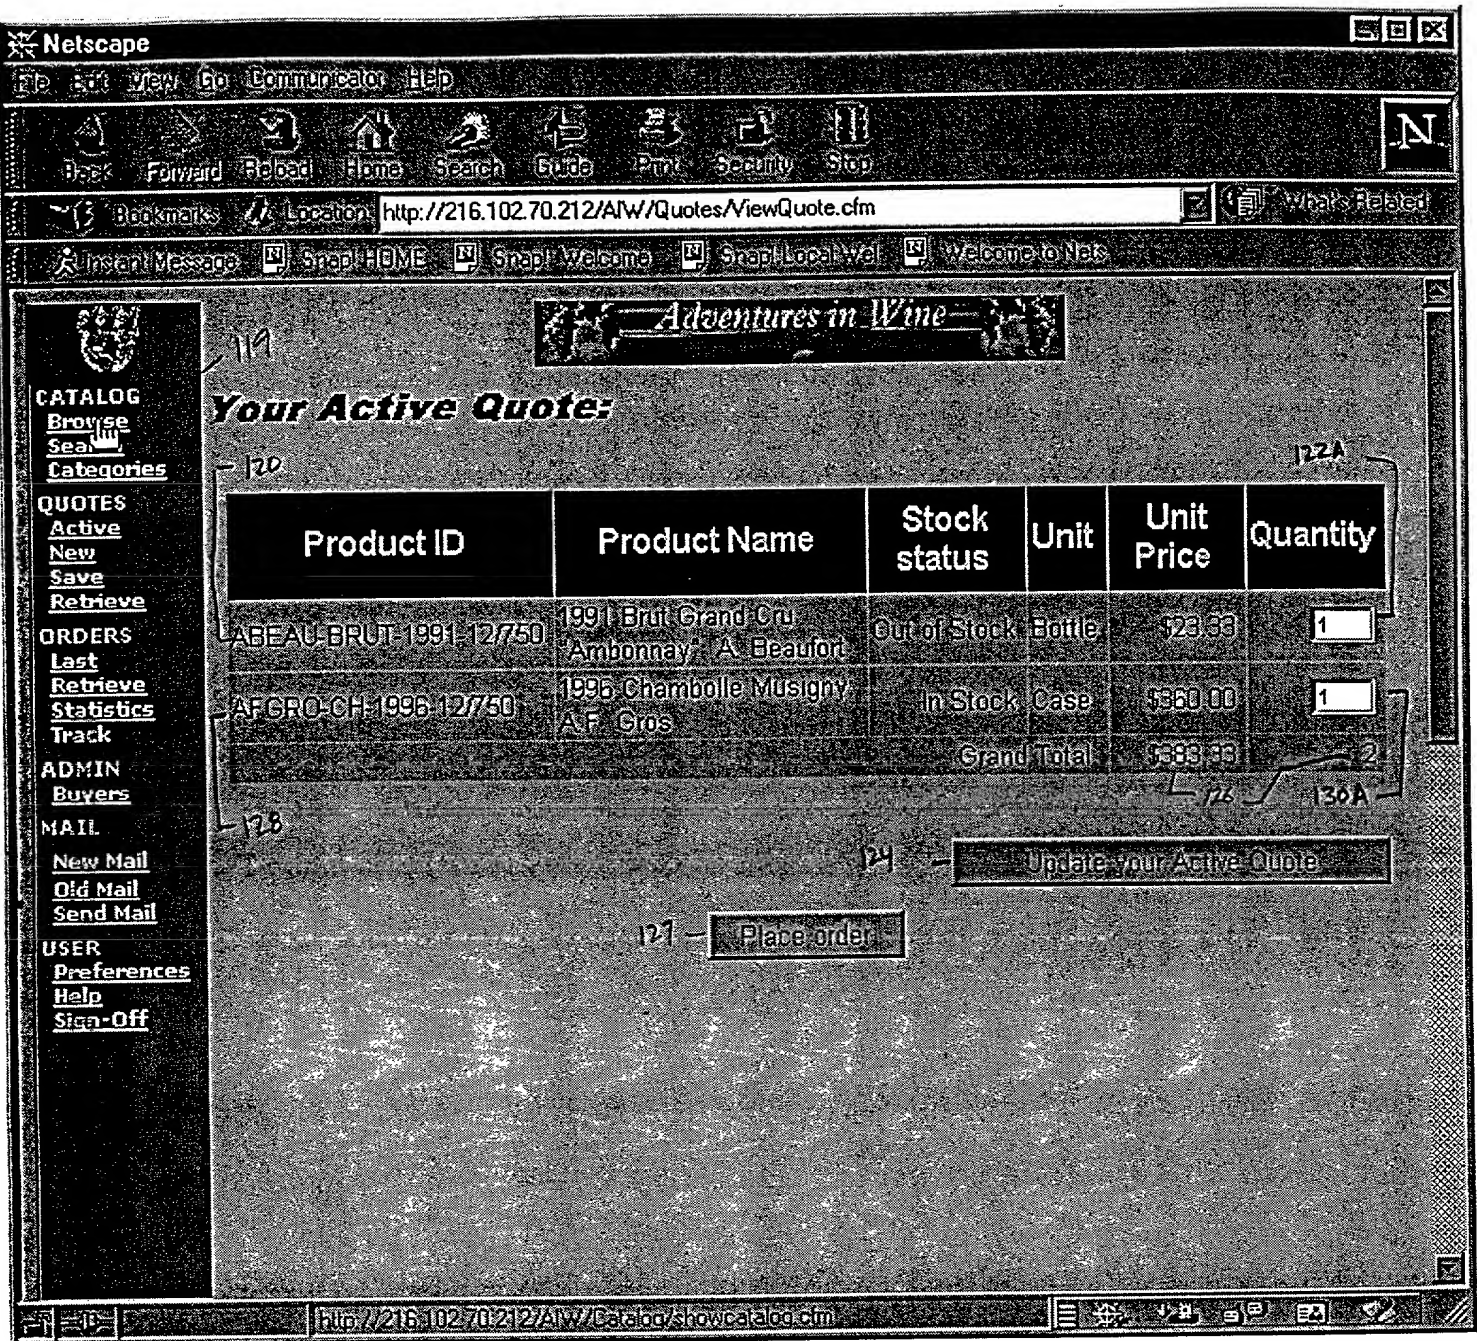 Netscape
File Edit View Go Communicator Help
Back Forward Reload Home Search Guide Print Security Stop
N
Bookmarks Location: http://216.102.70.212/AIW/Quotes/ViewQuote.cfm What's Related
Instant Message Snap! HOME Snap! Welcome Snap! Local Wel Welcome to Nets
Adventures in Wine
119
CATALOG
Browse
Categories
QUOTES
Active
New
Save
Retrieve
ORDERS
Last
Retrieve
Statistics
Track
ADMIN
Buyers
MAIL
New Mail
Old Mail
Send Mail
USER
Preferences
Help
Sign-Off
Your Active Quote:
120
122A
Product ID Product Name Stock status Unit Unit Price Quantity
ABEAU-BRUT-1991-12/750 1991 Brut Grand Cru Out of Stock Bottle $23.33 1
"Ambonnay" A. Beaufort
AFGRO-CH-1996-12/750 1996 Chambolle Musigny In Stock Case $360.00 1
A.F. Gros
Grand Total $383.33 2
126 130A
128
124 Update your Active Quote
127 Place order
http://216.102.70.212/AIW/Catalog/showcatalog.cfm